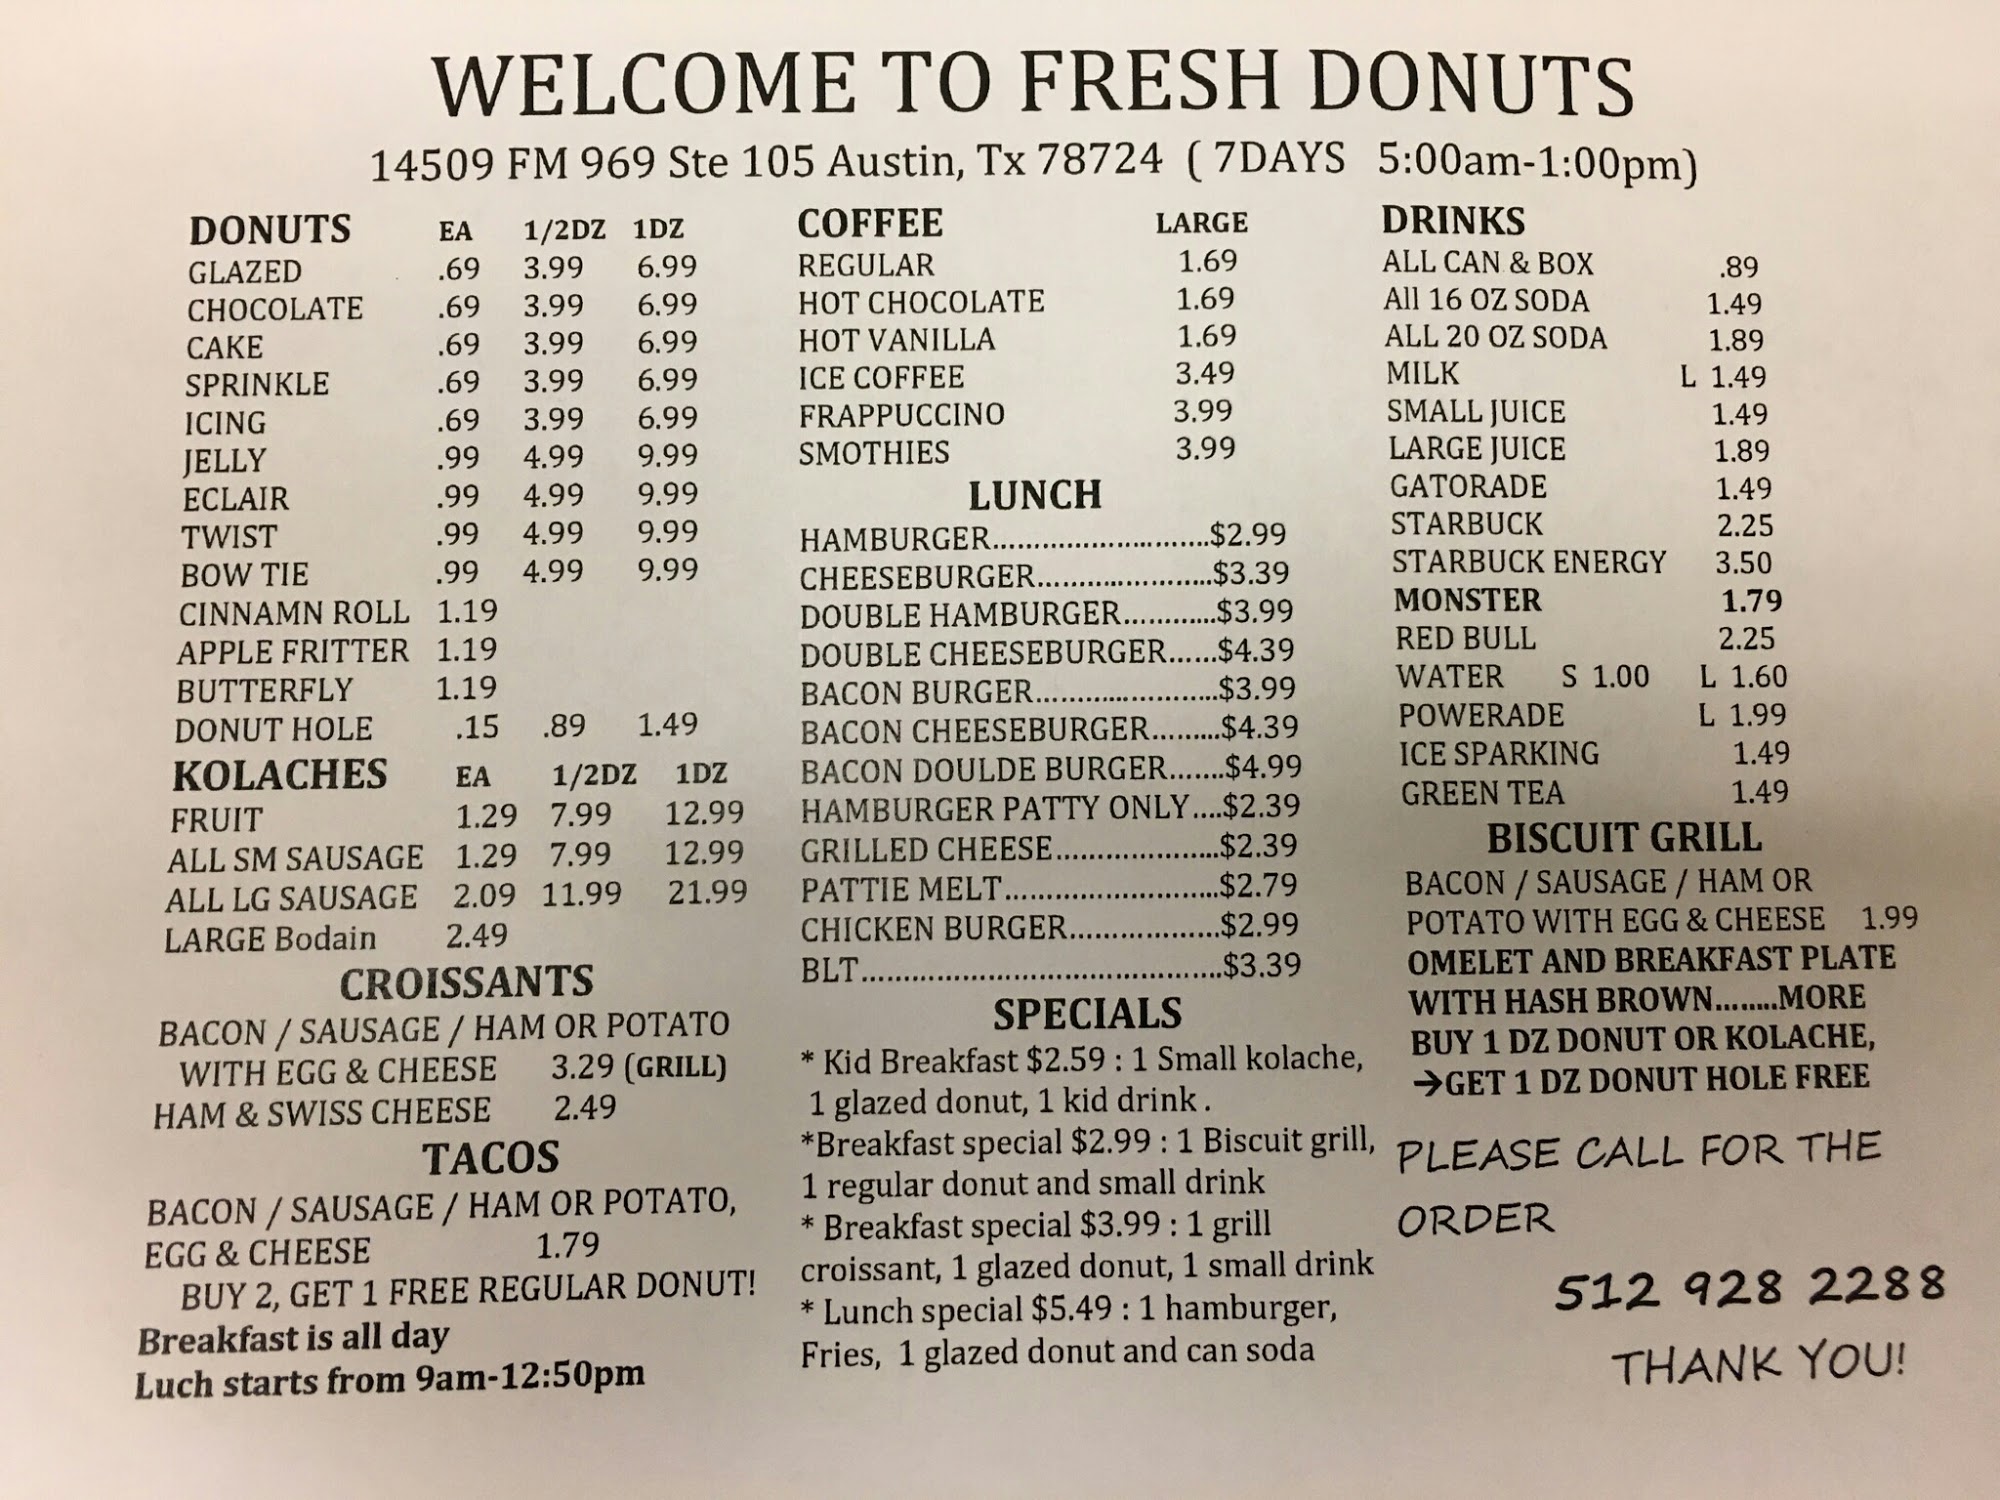 WELCOME TO FRESH DONUTS
14509 FM 969 Ste 105 Austin, Tx 78724 ( 7DAYS 5:00am-1:00pm)
DONUTS EA 1/2DZ 1DZ
GLAZED .69 3.99 6.99
CHOCOLATE .69 3.99 6.99
CAKE .69 3.99 6.99
SPRINKLE .69 3.99 6.99
ICING .69 3.99 6.99
JELLY .99 4.99 9.99
ECLAIR .99 4.99 9.99
TWIST .99 4.99 9.99
BOW TIE .99 4.99 9.99
CINNAMN ROLL 1.19
APPLE FRITTER 1.19
BUTTERFLY 1.19
DONUT HOLE .15 .89 1.49
KOLACHES EA 1/2DZ 1DZ
FRUIT 1.29 7.99 12.99
ALL SM SAUSAGE 1.29 7.99 12.99
ALL LG SAUSAGE 2.09 11.99 21.99
LARGE Bodain 2.49
CROISSANTS
BACON / SAUSAGE / HAM OR POTATO
WITH EGG & CHEESE 3.29 (GRILL)
HAM & SWISS CHEESE 2.49
TACOS
BACON / SAUSAGE / HAM OR POTATO,
EGG & CHEESE 1.79
BUY 2, GET 1 FREE REGULAR DONUT!
Breakfast is all day
Luch starts from 9am-12:50pm
COFFEE LARGE
REGULAR 1.69
HOT CHOCOLATE 1.69
HOT VANILLA 1.69
ICE COFFEE 3.49
FRAPPUCCINO 3.99
SMOTHIES 3.99
LUNCH
HAMBURGER..............................$2.99
CHEESEBURGER........................$3.39
DOUBLE HAMBURGER............$3.99
DOUBLE CHEESEBURGER......$4.39
BACON BURGER.........................$3.99
BACON CHEESEBURGER.........$4.39
BACON DOULDE BURGER.......$4.99
HAMBURGER PATTY ONLY....$2.39
GRILLED CHEESE......................$2.39
PATTIE MELT.............................$2.79
CHICKEN BURGER....................$2.99
BLT...............................................$3.39
SPECIALS
* Kid Breakfast $2.59 : 1 Small kolache,
1 glazed donut, 1 kid drink .
*Breakfast special $2.99 : 1 Biscuit grill,
1 regular donut and small drink
* Breakfast special $3.99 : 1 grill
croissant, 1 glazed donut, 1 small drink
* Lunch special $5.49 : 1 hamburger,
Fries, 1 glazed donut and can soda
DRINKS
ALL CAN & BOX .89
All 16 OZ SODA 1.49
ALL 20 OZ SODA 1.89
MILK L 1.49
SMALL JUICE 1.49
LARGE JUICE 1.89
GATORADE 1.49
STARBUCK 2.25
STARBUCK ENERGY 3.50
MONSTER 1.79
RED BULL 2.25
WATER S 1.00 L 1.60
POWERADE L 1.99
ICE SPARKING 1.49
GREEN TEA 1.49
BISCUIT GRILL
BACON / SAUSAGE / HAM OR
POTATO WITH EGG & CHEESE 1.99
OMELET AND BREAKFAST PLATE
WITH HASH BROWN........MORE
BUY 1 DZ DONUT OR KOLACHE,
→GET 1 DZ DONUT HOLE FREE
PLEASE CALL FOR THE
ORDER
512 928 2288
THANK YOU!